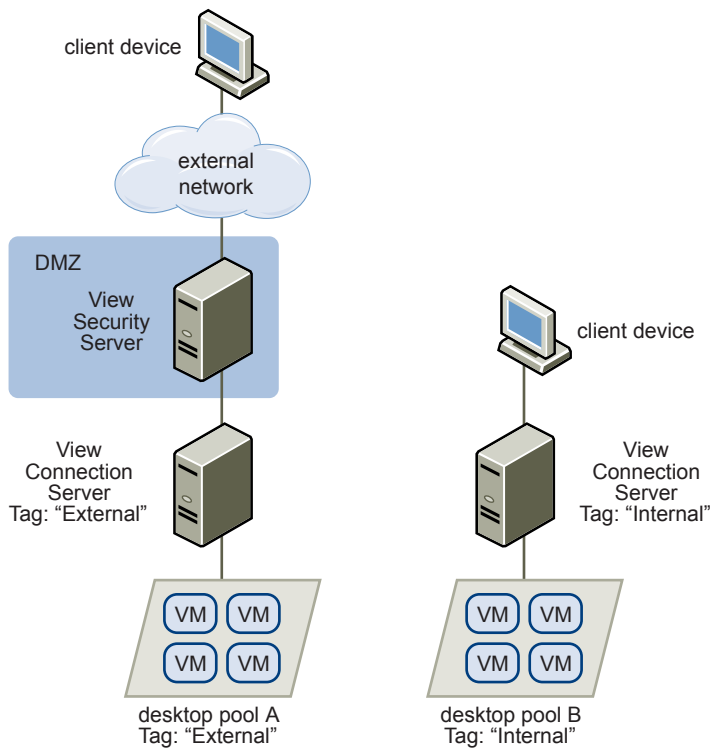 client device
external
network
DMZ
View
Security
Server
client device
View
Connection
Server
Tag: “External”
View
Connection
Server
Tag: “Internal”
VM VM
VM VM
VM VM
VM VM
desktop pool A
Tag: “External”
desktop pool B
Tag: “Internal”